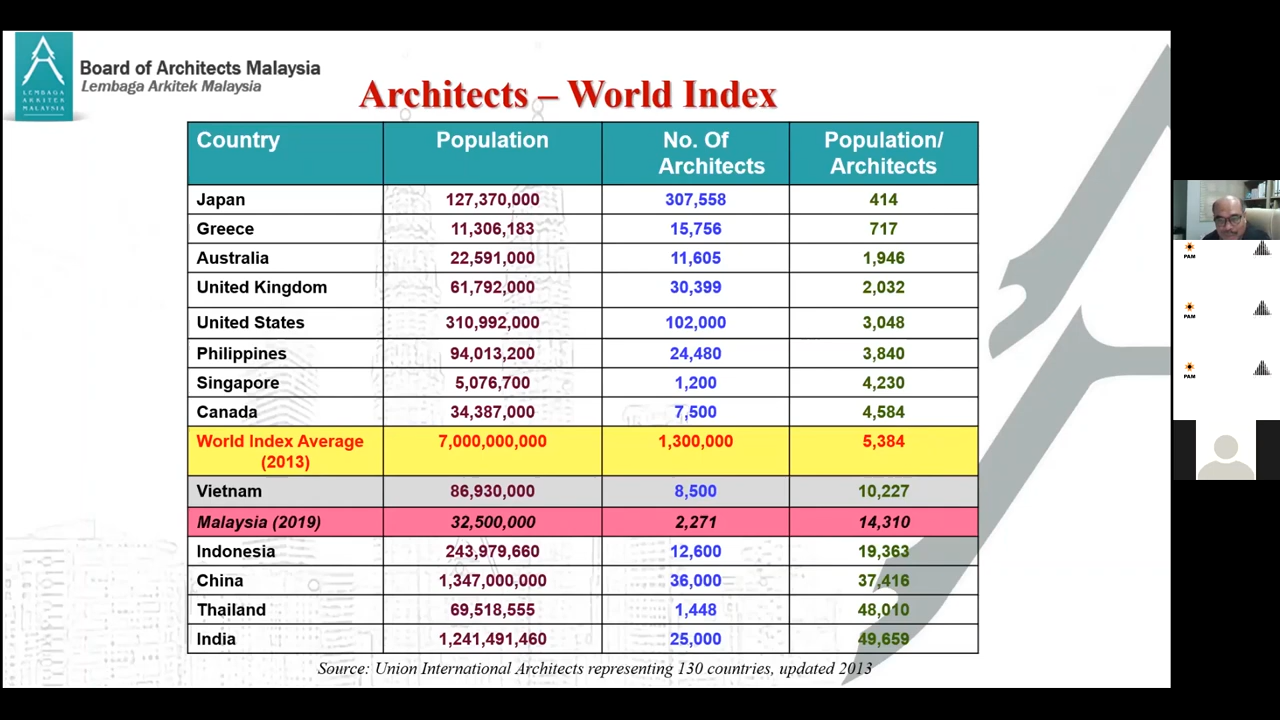 LEMBAGA
ARKITEK
MALAYSIA
Board of Architects Malaysia
Lembaga Arkitek Malaysia
Architects – World Index
Country Population No. Of Architects Population/ Architects
Japan 127,370,000 307,558 414
Greece 11,306,183 15,756 717
Australia 22,591,000 11,605 1,946
United Kingdom 61,792,000 30,399 2,032
United States 310,992,000 102,000 3,048
Philippines 94,013,200 24,480 3,840
Singapore 5,076,700 1,200 4,230
Canada 34,387,000 7,500 4,584
World Index Average (2013) 7,000,000,000 1,300,000 5,384
Vietnam 86,930,000 8,500 10,227
Malaysia (2019) 32,500,000 2,271 14,310
Indonesia 243,979,660 12,600 19,363
China 1,347,000,000 36,000 37,416
Thailand 69,518,555 1,448 48,010
India 1,241,491,460 25,000 49,659
Source: Union International Architects representing 130 countries, updated 2013
PAM
PAM
PAM